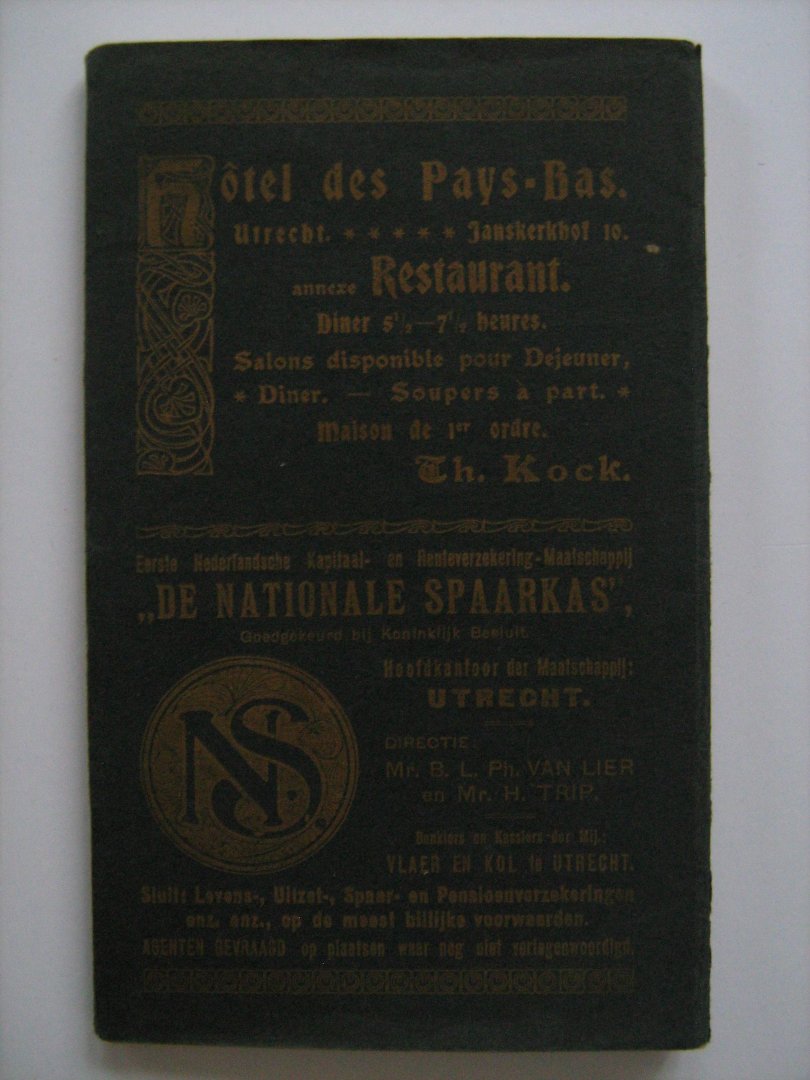 Hôtel des Pays-Bas.
Utrecht. * * * * * Janskerkhof 10.
annexe Restaurant.
Diner 5 1/2—7 1/2 heures.
Salons disponible pour Dejeuner,
* Diner. — Soupers à part. *
Maison de 1er ordre.
Th. Kock.
Eerste Nederlandsche Kapitaal- en Renteverzekering-Maatschappij
„DE NATIONALE SPAARKAS",
Goedgekeurd bij Koninklijk Besluit.
Hoofdkantoor der Maatschappij:
UTRECHT.
NS.
DIRECTIE:
Mr. B. L. Ph. VAN LIER
en Mr. H. TRIP.
Bankiers en Kassiers der Mij.:
VLAER EN KOL te UTRECHT.
Sluit: Levens-, Uitzet-, Spaar- en Pensioenverzekeringen
enz. enz., op de meest billijke voorwaarden.
AGENTEN GEVRAAGD op plaatsen waar nog niet vertegenwoordigd.